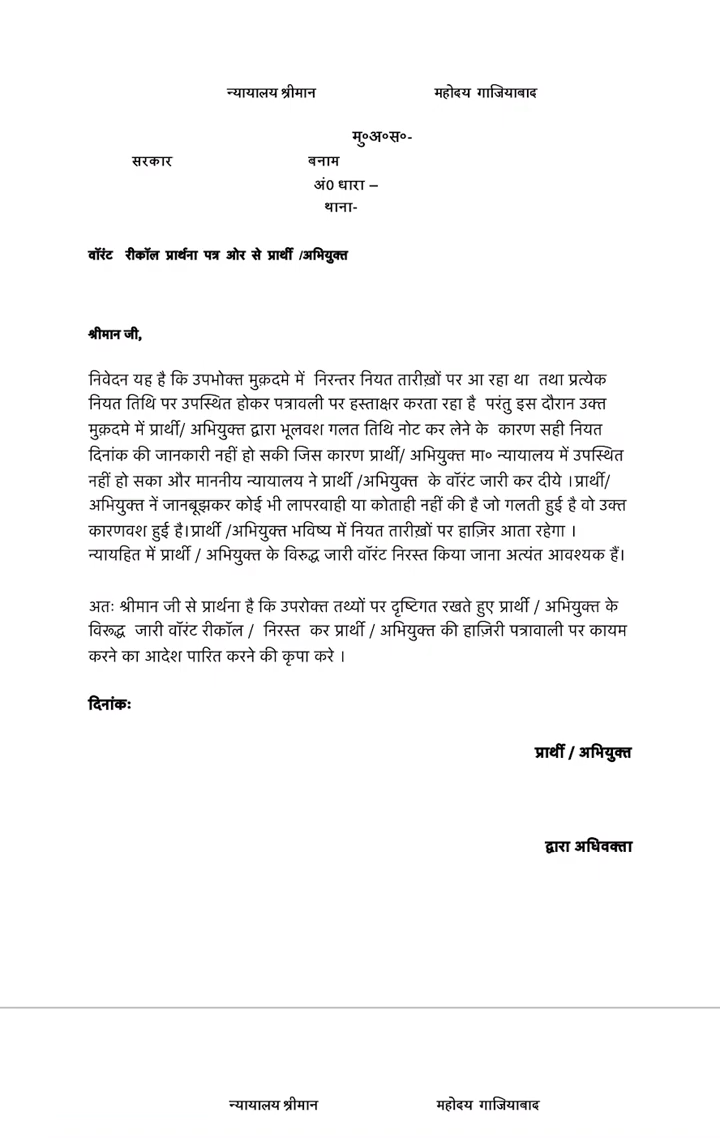 न्यायालय श्रीमान महोदय गाजियाबाद
मु०अ०स०-
सरकार बनाम
अं0 धारा –
थाना-
वॉरंट रीकॉल प्रार्थना पत्र ओर से प्रार्थी /अभियुक्त
श्रीमान जी,
निवेदन यह है कि उपभोक्त मुक़दमे में निरन्तर नियत तारीख़ों पर आ रहा था तथा प्रत्येक
नियत तिथि पर उपस्थित होकर पत्रावली पर हस्ताक्षर करता रहा है परंतु इस दौरान उक्त
मुक़दमे में प्रार्थी/ अभियुक्त द्वारा भूलवश गलत तिथि नोट कर लेने के कारण सही नियत
दिनांक की जानकारी नहीं हो सकी जिस कारण प्रार्थी/ अभियुक्त मा० न्यायालय में उपस्थित
नहीं हो सका और माननीय न्यायालय ने प्रार्थी /अभियुक्त के वॉरंट जारी कर दीये ।प्रार्थी/
अभियुक्त नें जानबूझकर कोई भी लापरवाही या कोताही नहीं की है जो गलती हुई है वो उक्त
कारणवश हुई है।प्रार्थी /अभियुक्त भविष्य में नियत तारीख़ों पर हाज़िर आता रहेगा ।
न्यायहित में प्रार्थी / अभियुक्त के विरुद्ध जारी वॉरंट निरस्त किया जाना अत्यंत आवश्यक हैं।
अतः श्रीमान जी से प्रार्थना है कि उपरोक्त तथ्यों पर दृष्टिगत रखते हुए प्रार्थी / अभियुक्त के
विरूद्ध जारी वॉरंट रीकॉल / निरस्त कर प्रार्थी / अभियुक्त की हाज़िरी पत्रावाली पर कायम
करने का आदेश पारित करने की कृपा करे ।
दिनांकः
प्रार्थी / अभियुक्त
द्वारा अधिवक्ता
न्यायालय श्रीमान महोदय गाजियाबाद